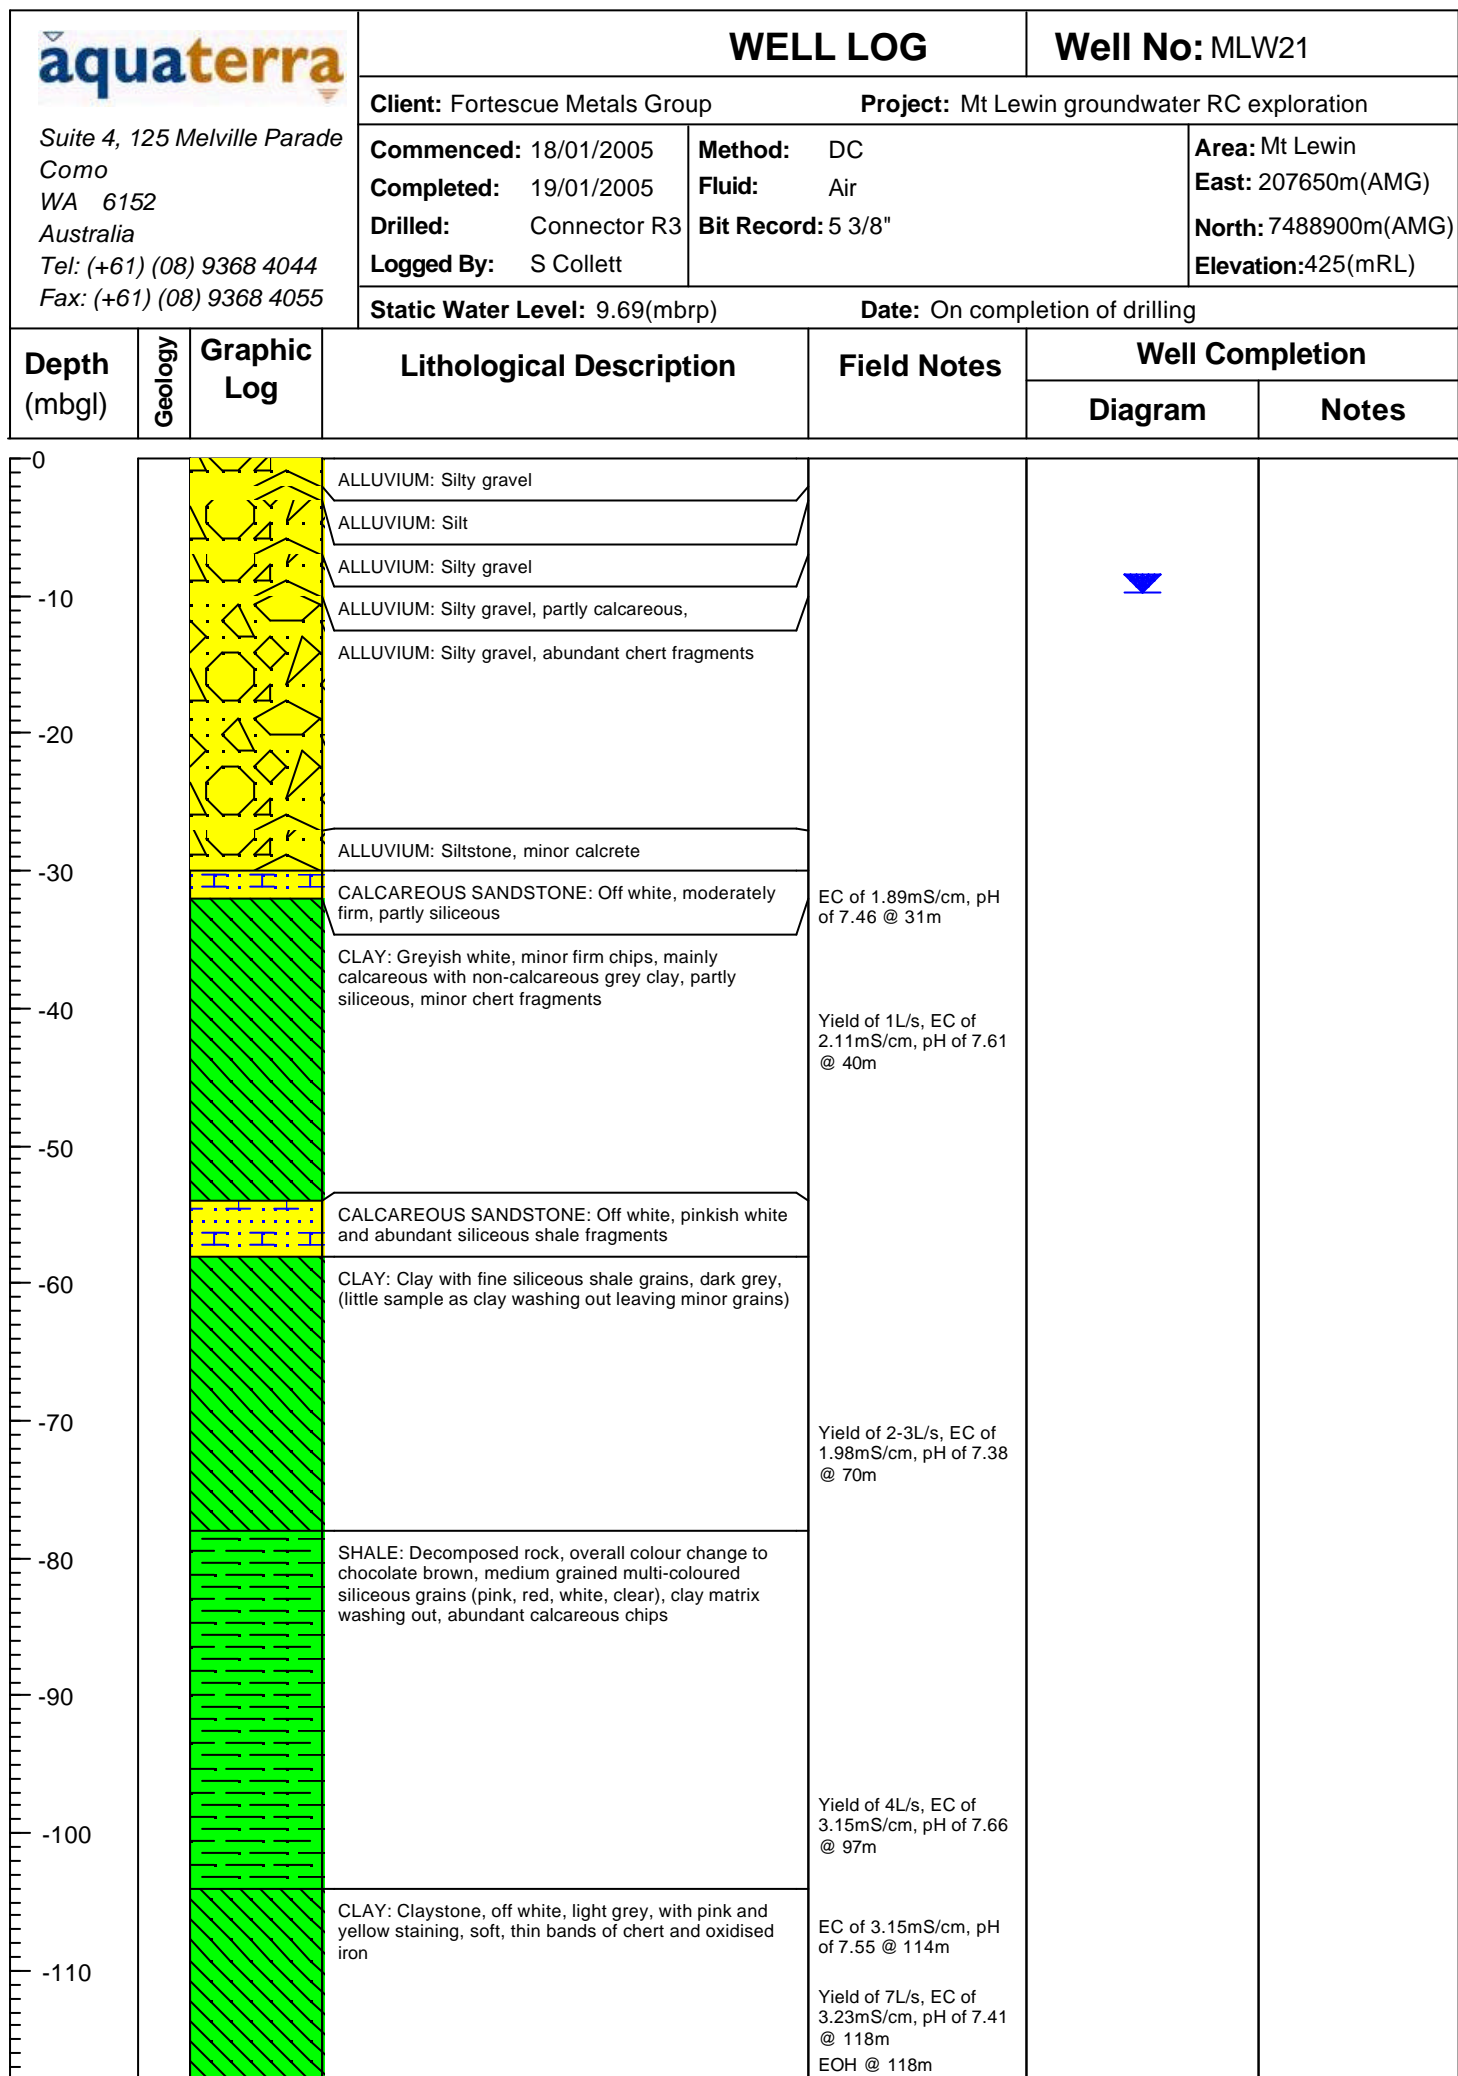 aquaterra
Suite 4, 125 Melville Parade
Como
WA 6152
Australia
Tel: (+61) (08) 9368 4044
Fax: (+61) (08) 9368 4055
WELL LOG
Well No: MLW21
Client: Fortescue Metals Group
Project: Mt Lewin groundwater RC exploration
Commenced: 18/01/2005
Completed: 19/01/2005
Drilled: Connector R3
Logged By: S Collett
Method: DC
Fluid: Air
Bit Record: 5 3/8"
Area: Mt Lewin
East: 207650m(AMG)
North: 7488900m(AMG)
Elevation: 425(mRL)
Static Water Level: 9.69(mbrp)
Date: On completion of drilling
Depth
(mbgl)
Geology
Graphic
Log
Lithological Description
Field Notes
Well Completion
Diagram
Notes
0
ALLUVIUM: Silty gravel
ALLUVIUM: Silt
ALLUVIUM: Silty gravel
-10
ALLUVIUM: Silty gravel, partly calcareous,
ALLUVIUM: Silty gravel, abundant chert fragments
-20
ALLUVIUM: Siltstone, minor calcrete
-30
CALCAREOUS SANDSTONE: Off white, moderately
firm, partly siliceous
EC of 1.89mS/cm, pH
of 7.46 @ 31m
CLAY: Greyish white, minor firm chips, mainly
calcareous with non-calcareous grey clay, partly
siliceous, minor chert fragments
-40
Yield of 1L/s, EC of
2.11mS/cm, pH of 7.61
@ 40m
-50
CALCAREOUS SANDSTONE: Off white, pinkish white
and abundant siliceous shale fragments
-60
CLAY: Clay with fine siliceous shale grains, dark grey,
(little sample as clay washing out leaving minor grains)
-70
Yield of 2-3L/s, EC of
1.98mS/cm, pH of 7.38
@ 70m
-80
SHALE: Decomposed rock, overall colour change to
chocolate brown, medium grained multi-coloured
siliceous grains (pink, red, white, clear), clay matrix
washing out, abundant calcareous chips
-90
Yield of 4L/s, EC of
3.15mS/cm, pH of 7.66
@ 97m
-100
CLAY: Claystone, off white, light grey, with pink and
yellow staining, soft, thin bands of chert and oxidised
iron
EC of 3.15mS/cm, pH
of 7.55 @ 114m
-110
Yield of 7L/s, EC of
3.23mS/cm, pH of 7.41
@ 118m
EOH @ 118m